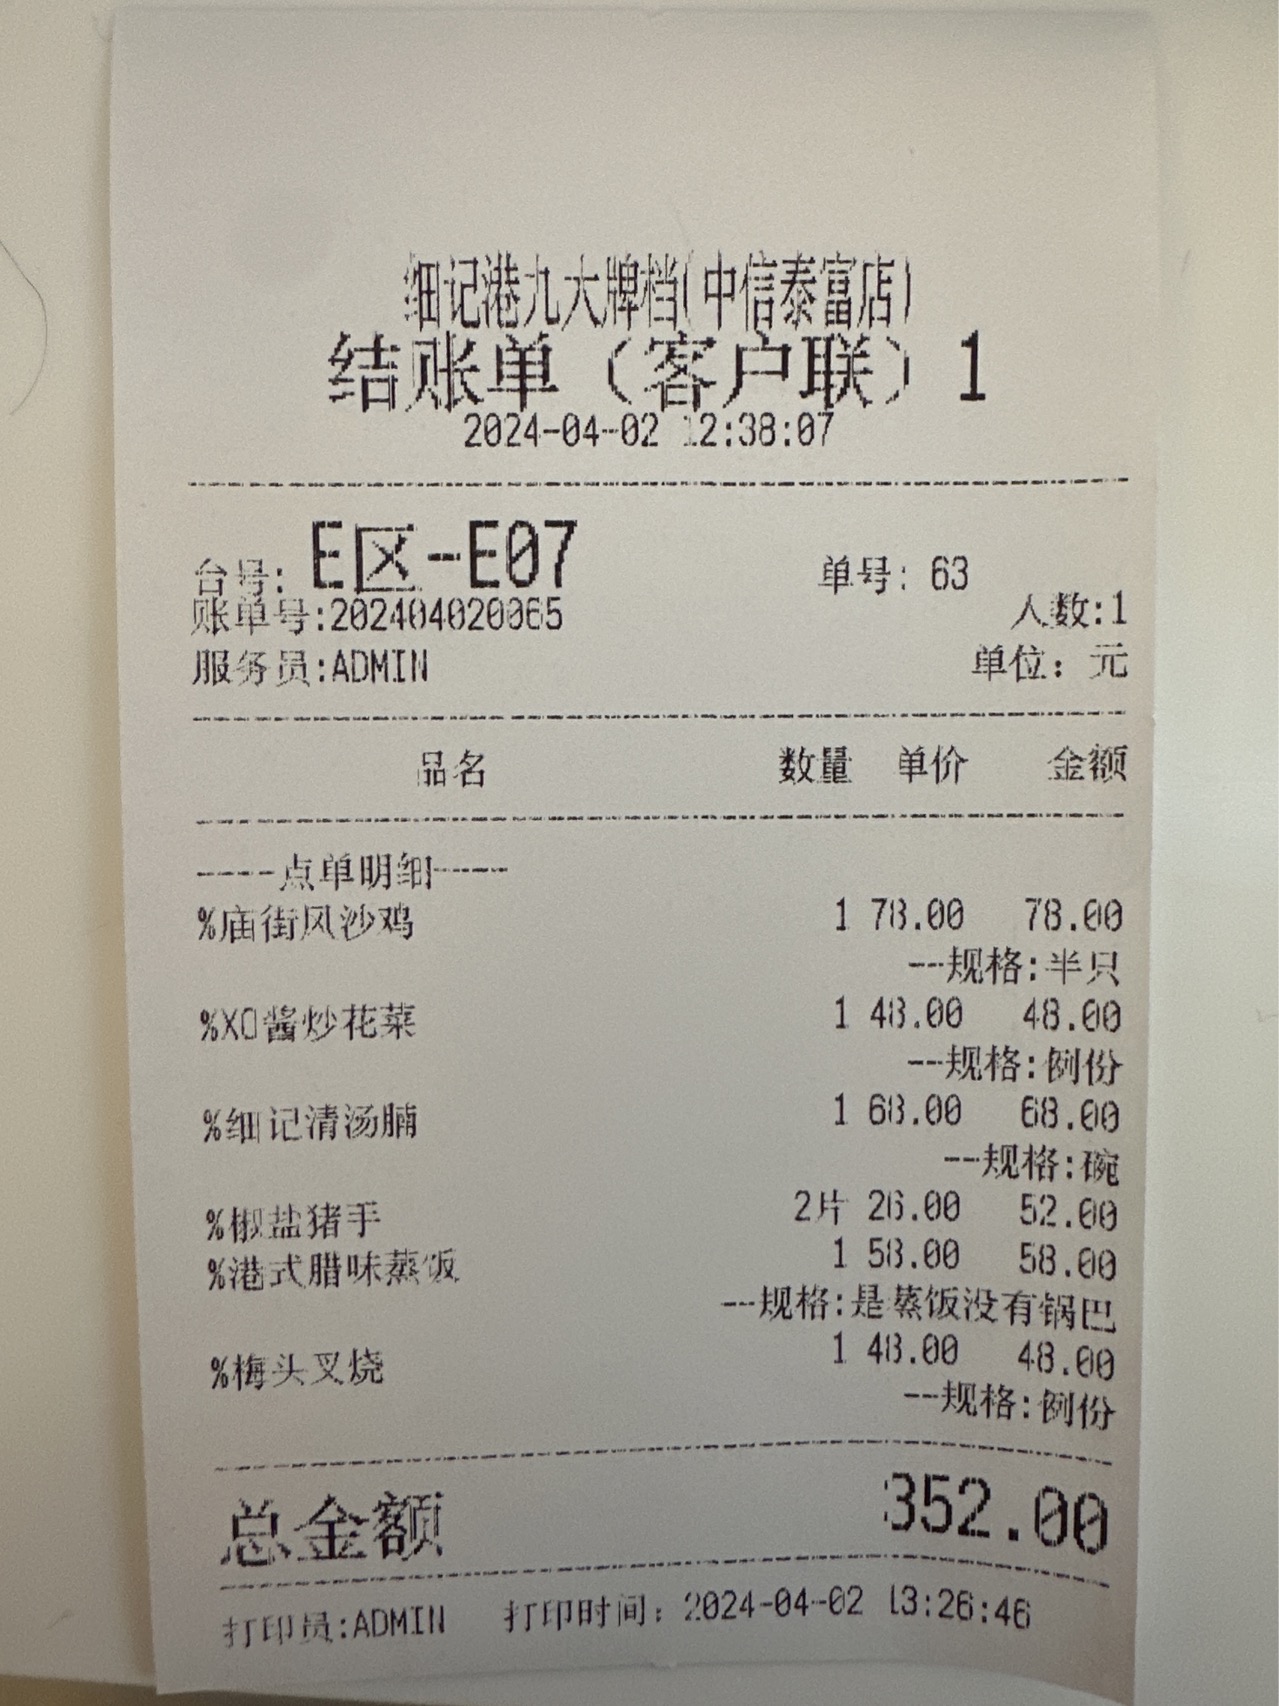 细记港九大牌档(中信泰富店)
结账单（客户联）1
2024-04-02 12:38:07
台号: E区-E07 单号: 63
账单号:202404020065 人数:1
服务员:ADMIN 单位: 元
品名 数量 单价 金额
----点单明细----
%庙街风沙鸡 1 78.00 78.00
--规格:半只
%XO酱炒花菜 1 48.00 48.00
--规格:例份
%细记清汤腩 1 68.00 68.00
--规格:碗
%椒盐猪手 2片 26.00 52.00
%港式腊味蒸饭 1 58.00 58.00
--规格:是蒸饭没有锅巴
%梅头叉烧 1 48.00 48.00
--规格:例份
总金额 352.00
打印员:ADMIN 打印时间: 2024-04-02 13:26:46